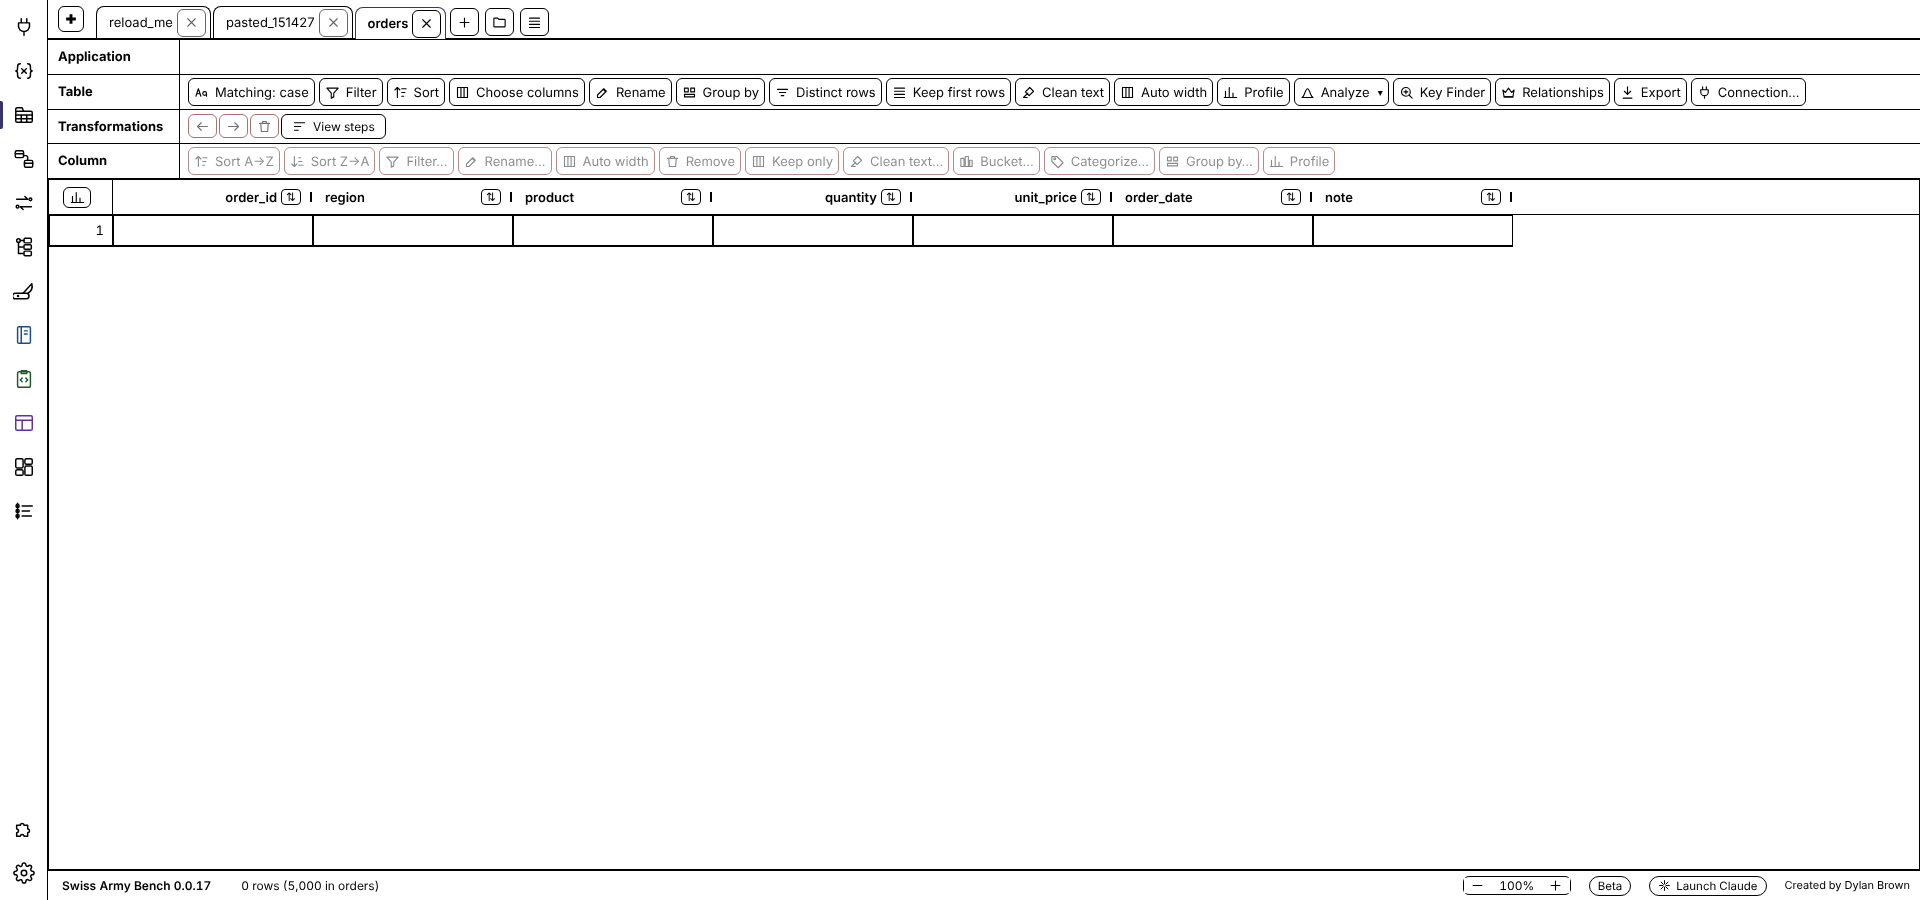 reload_me pasted_151427 orders
Application
Table Aa Matching: case Filter Sort Choose columns Rename Group by Distinct rows Keep first rows Clean text Auto width Profile Analyze Key Finder Relationships Export Connection...
Transformations View steps
Column Sort A→Z Sort Z→A Filter... Rename... Auto width Remove Keep only Clean text... Bucket... Categorize... Group by... Profile
order_id region product quantity unit_price order_date note
1
Swiss Army Bench 0.0.17 0 rows (5,000 in orders) 100% Beta Launch Claude Created by Dylan Brown